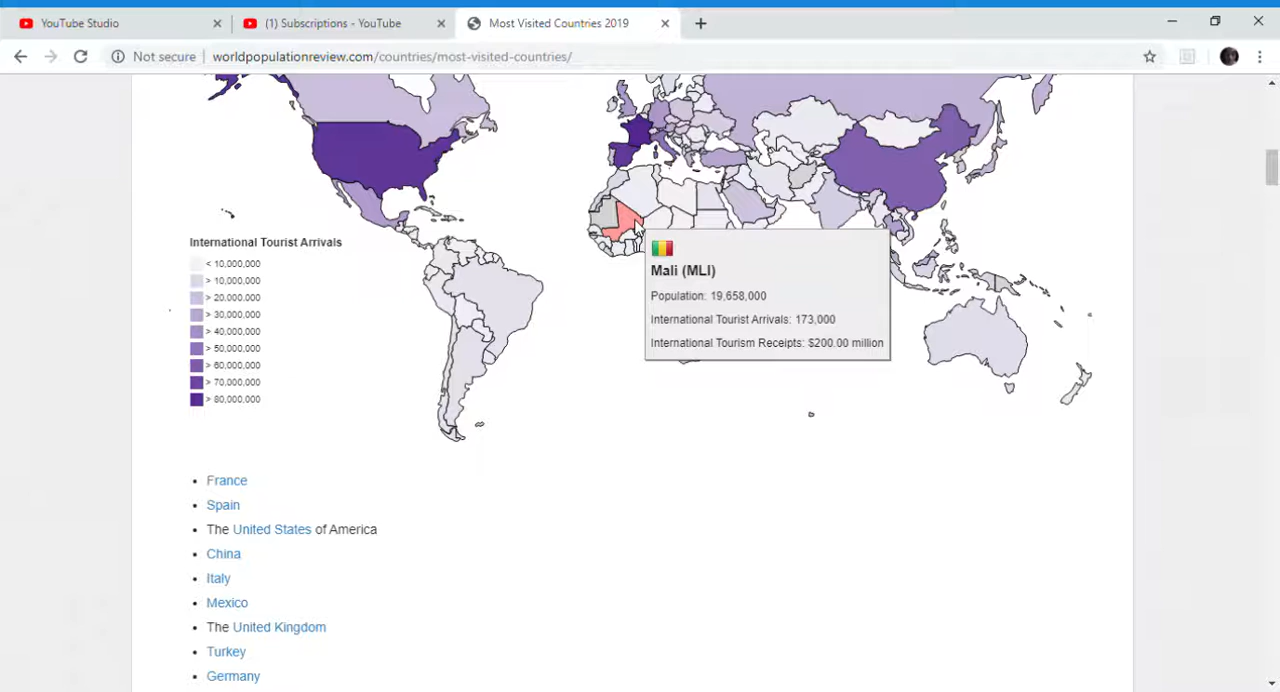 YouTube Studio
(1) Subscriptions - YouTube
Most Visited Countries 2019
Not secure
worldpopulationreview.com/countries/most-visited-countries/
International Tourist Arrivals
< 10,000,000
> 10,000,000
> 20,000,000
> 30,000,000
> 40,000,000
> 50,000,000
> 60,000,000
> 70,000,000
> 80,000,000
Mali (MLI)
Population: 19,658,000
International Tourist Arrivals: 173,000
International Tourism Receipts: $200.00 million
France
Spain
The United States of America
China
Italy
Mexico
The United Kingdom
Turkey
Germany